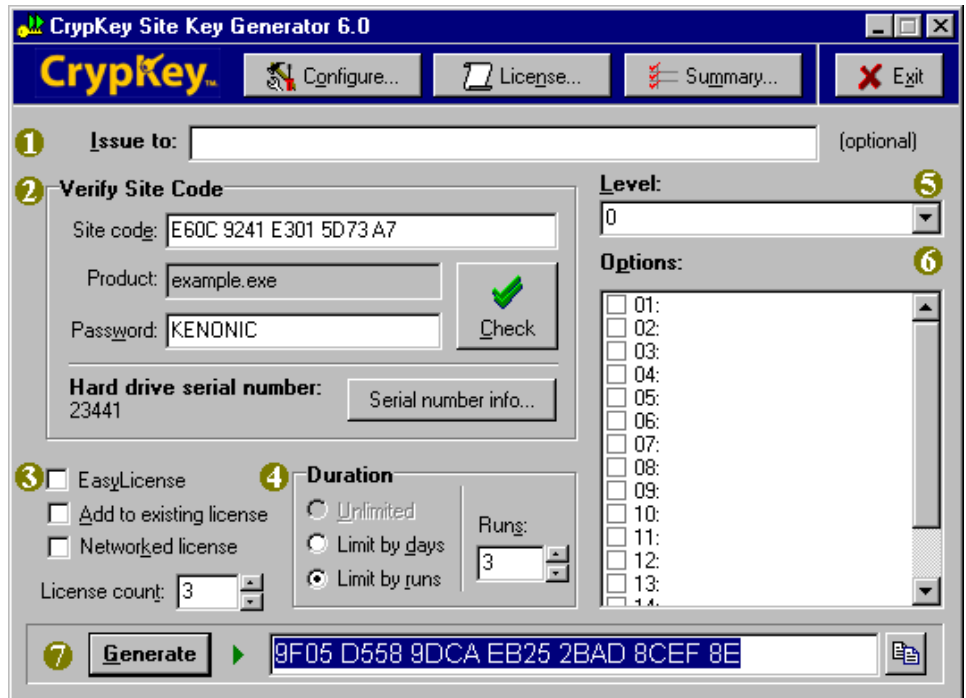 CrypKey Site Key Generator 6.0
CrypKey™ Configure... License... Summary... Exit
1 Issue to: (optional)
2 Verify Site Code
Site code: E60C 9241 E301 5D73 A7
Product: example.exe
Password: KENONIC
Check
Hard drive serial number:
23441
Serial number info...
Level: 5
0
Options: 6
01:
02:
03:
04:
05:
06:
07:
08:
09:
10:
11:
12:
13:
14:
3 EasyLicense
Add to existing license
Networked license
License count: 3
4 Duration
Unlimited
Limit by days
Limit by runs
Runs:
3
7 Generate 9F05 D558 9DCA EB25 2BAD 8CEF 8E